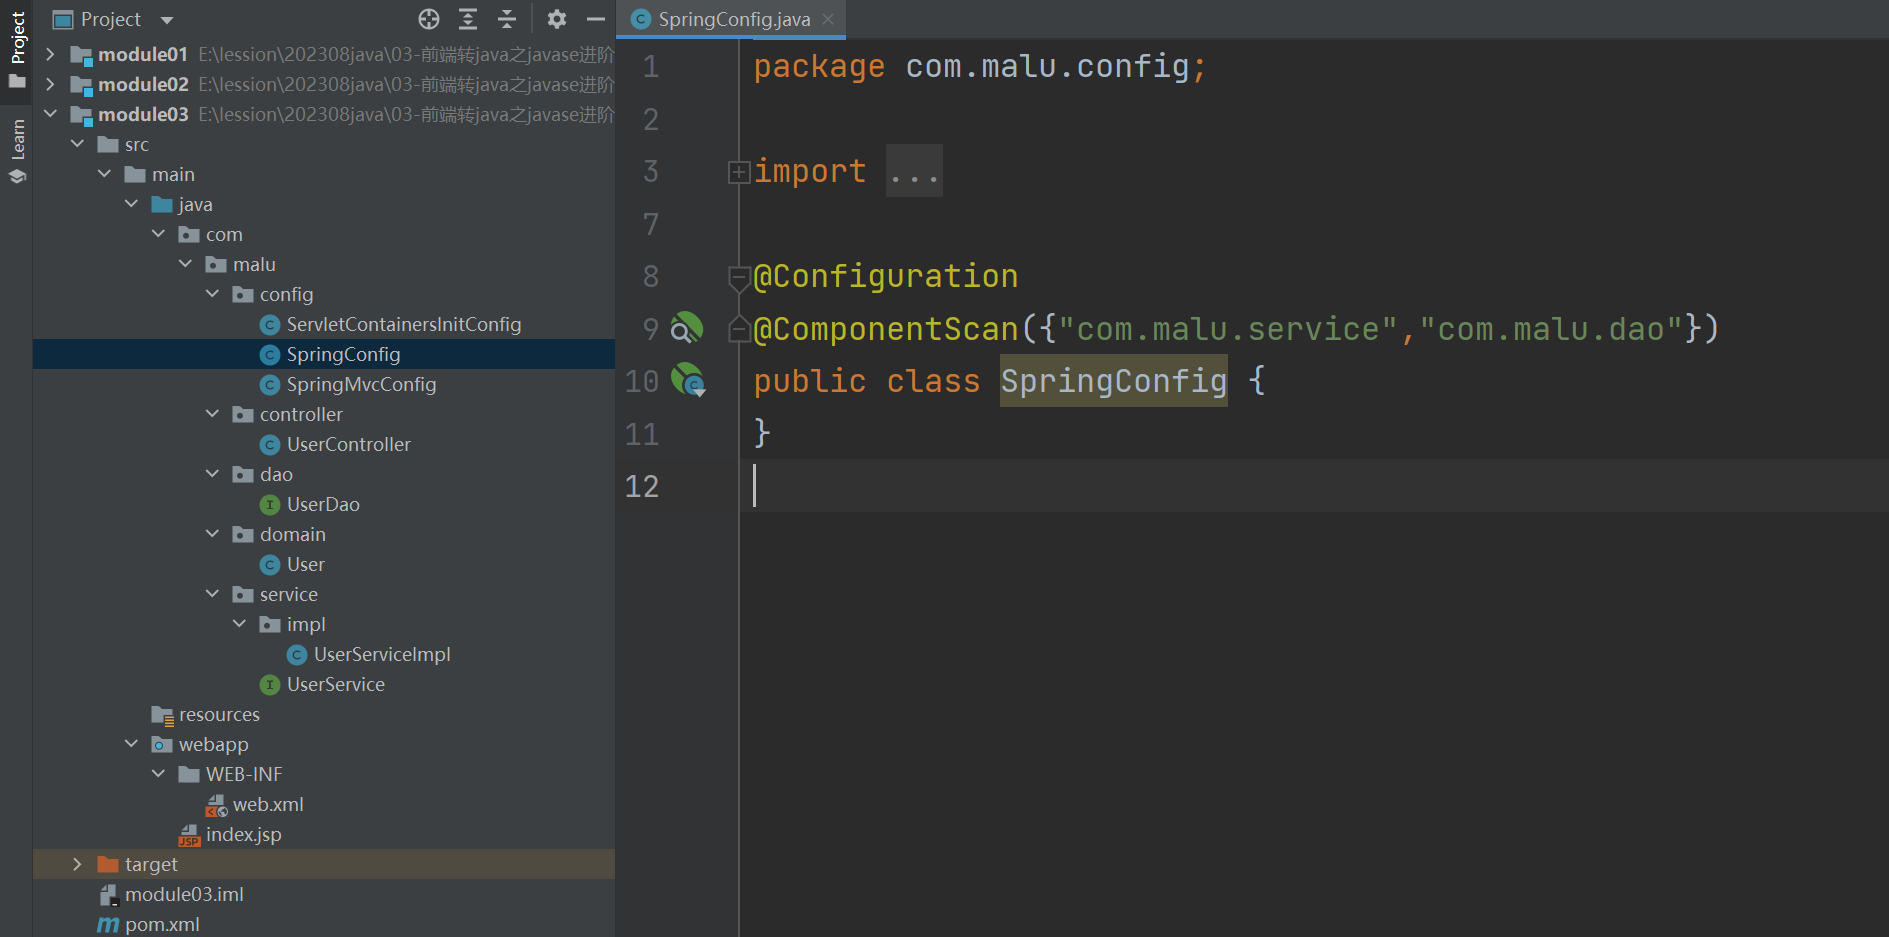 Project
Learn
Project
module01 E:\lession\202308java\03-前端转java之javase进阶
module02 E:\lession\202308java\03-前端转java之javase进阶
module03 E:\lession\202308java\03-前端转java之javase进阶
src
main
java
com
malu
config
ServletContainersInitConfig
SpringConfig
SpringMvcConfig
controller
UserController
dao
UserDao
domain
User
service
impl
UserServiceImpl
UserService
resources
webapp
WEB-INF
web.xml
index.jsp
target
module03.iml
pom.xml
SpringConfig.java
1 package com.malu.config;
2
3 import ...
7
8 @Configuration
9 @ComponentScan({"com.malu.service","com.malu.dao"})
10 public class SpringConfig {
11 }
12